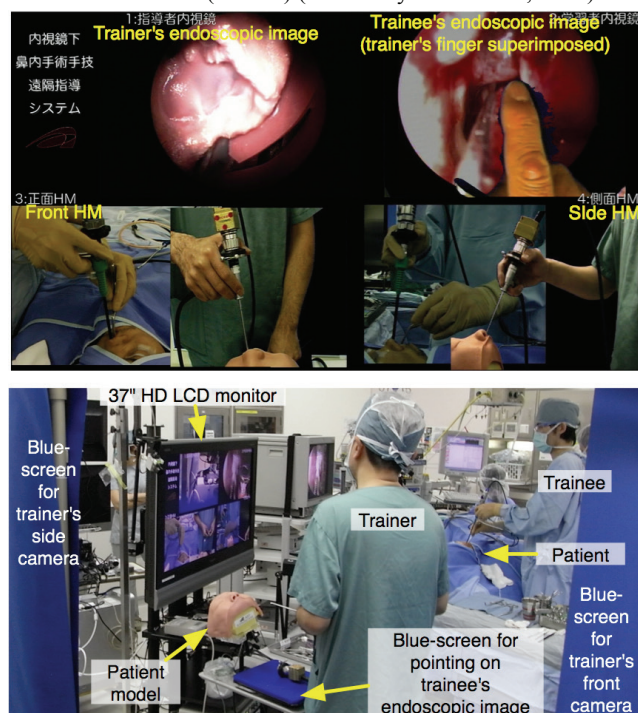 1:指導者内視鏡
Trainer's endoscopic image
内視鏡下
鼻内手術手技
遠隔指導
システム
2:学習者内視鏡
Trainee's endoscopic image
(trainer's finger superimposed)
3:正面HM
Front HM
4:側面HM
SIde HM
37" HD LCD monitor
Blue-
screen
for
trainer's
side
camera
Trainer
Trainee
Patient
Patient
model
Blue-screen for
pointing on
trainee's
endoscopic image
Blue-
screen
for
trainer's
front
camera